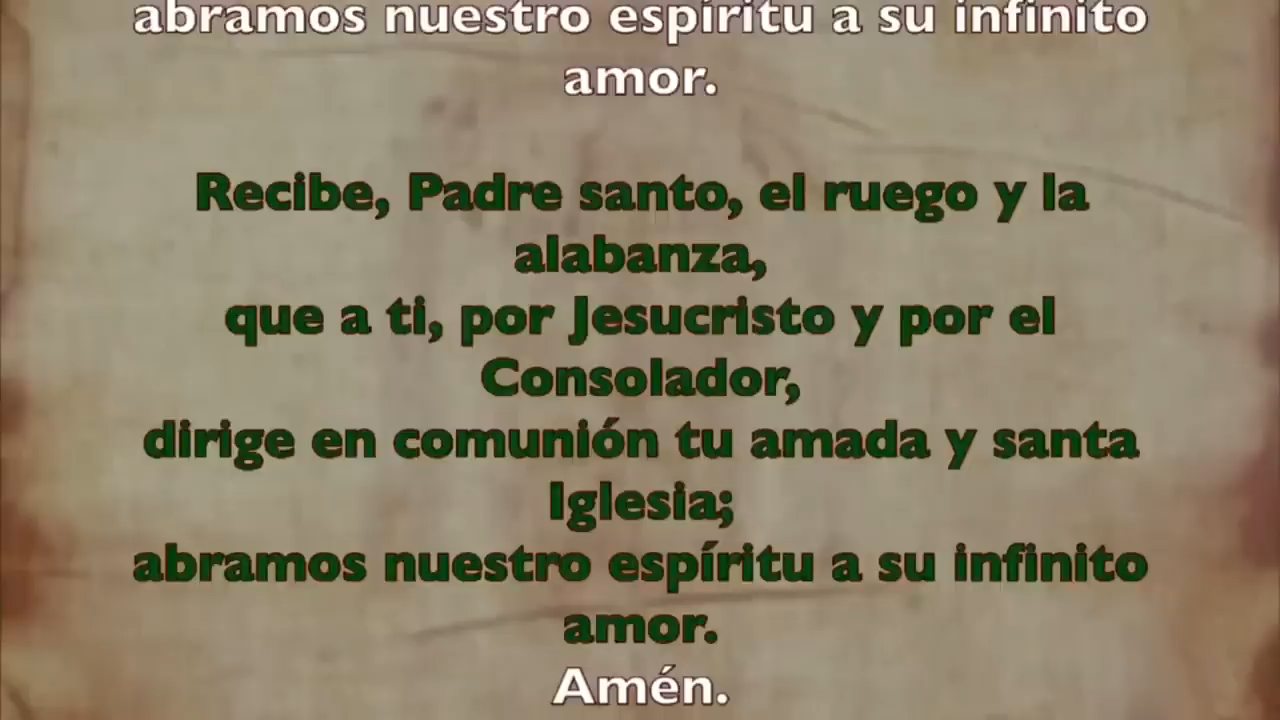 abramos nuestro espíritu a su infinito
amor.
Recibe, Padre santo, el ruego y la
alabanza,
que a ti, por Jesucristo y por el
Consolador,
dirige en comunión tu amada y santa
Iglesia;
abramos nuestro espíritu a su infinito
amor.
Amén.